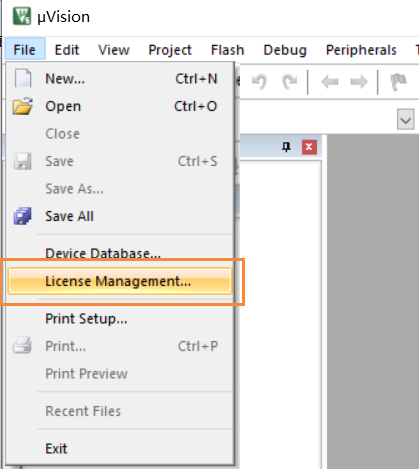 µVision
File Edit View Project Flash Debug Peripherals
New... Ctrl+N
Open Ctrl+O
Close
Save Ctrl+S
Save As...
Save All
Device Database...
License Management...
Print Setup...
Print... Ctrl+P
Print Preview
Recent Files
Exit